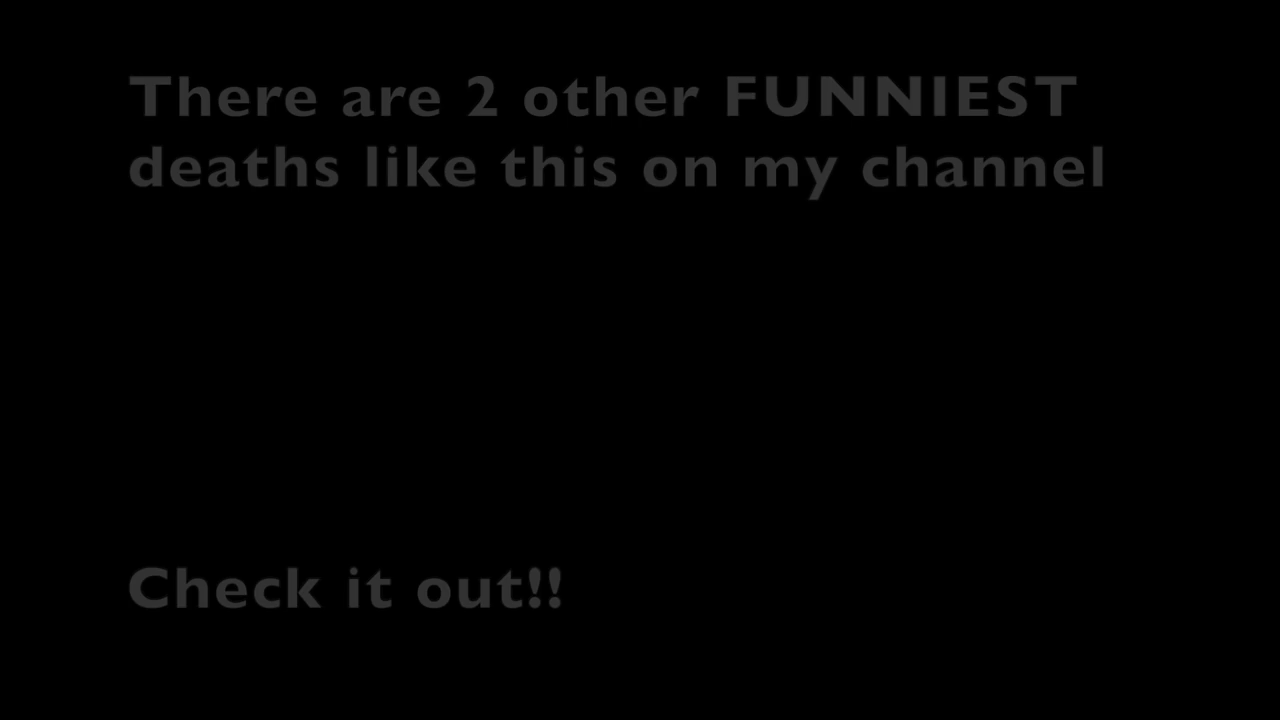 There are 2 other FUNNIEST
deaths like this on my channel
Check it out!!